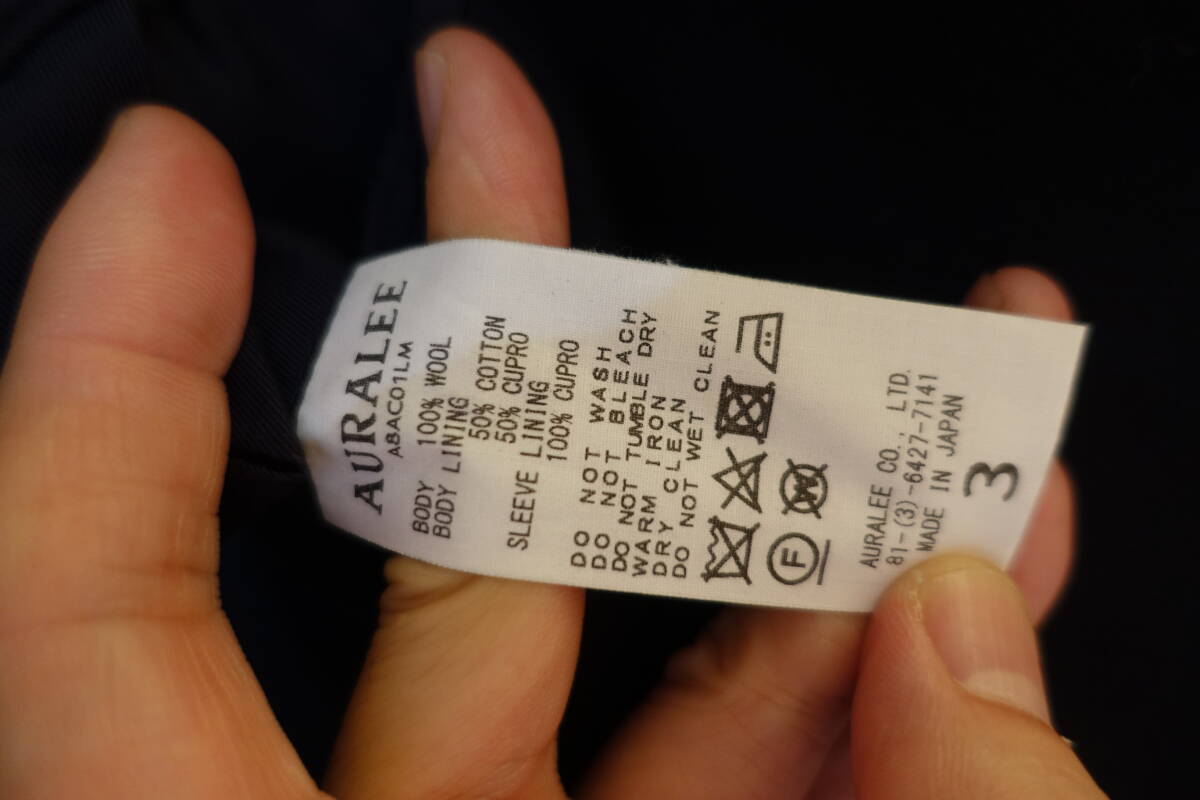 AURALEE
A8AC01LM
BODY 100% WOOL
BODY LINING
50% COTTON
50% CUPRO
SLEEVE LINING
100% CUPRO
DO NOT WASH
DO NOT BLEACH
DO NOT TUMBLE DRY
WARM IRON
DRY CLEAN
DO NOT WET CLEAN
F
W
AURALEE CO., LTD.
81-(3)-6427-7141
MADE IN JAPAN
3